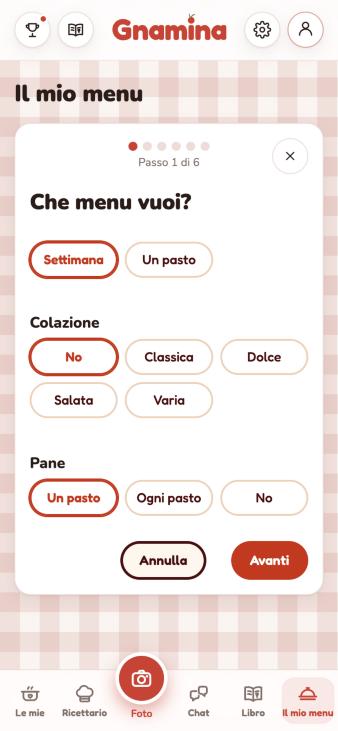 Gnamina
Il mio menu
Passo 1 di 6
Che menu vuoi?
Settimana Un pasto
Colazione
No Classica Dolce
Salata Varia
Pane
Un pasto Ogni pasto No
Annulla Avanti
Le mie Ricettario Foto Chat Libro Il mio menu